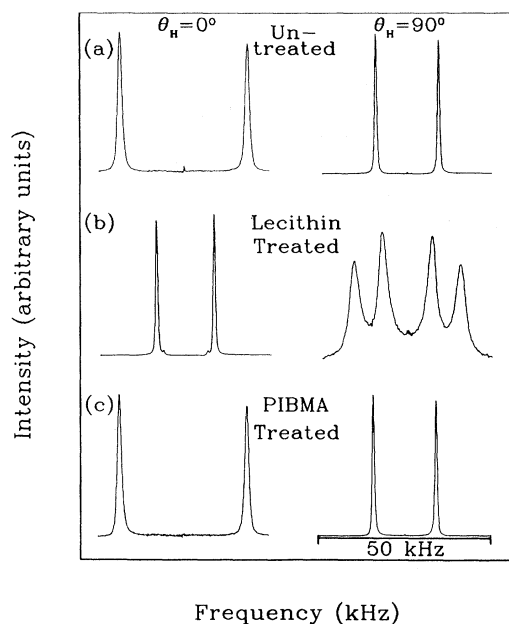 θH=0°
θH=90°
(a)
Un-
treated
(b)
Lecithin
Treated
(c)
PIBMA
Treated
50 kHz
Intensity (arbitrary units)
Frequency (kHz)